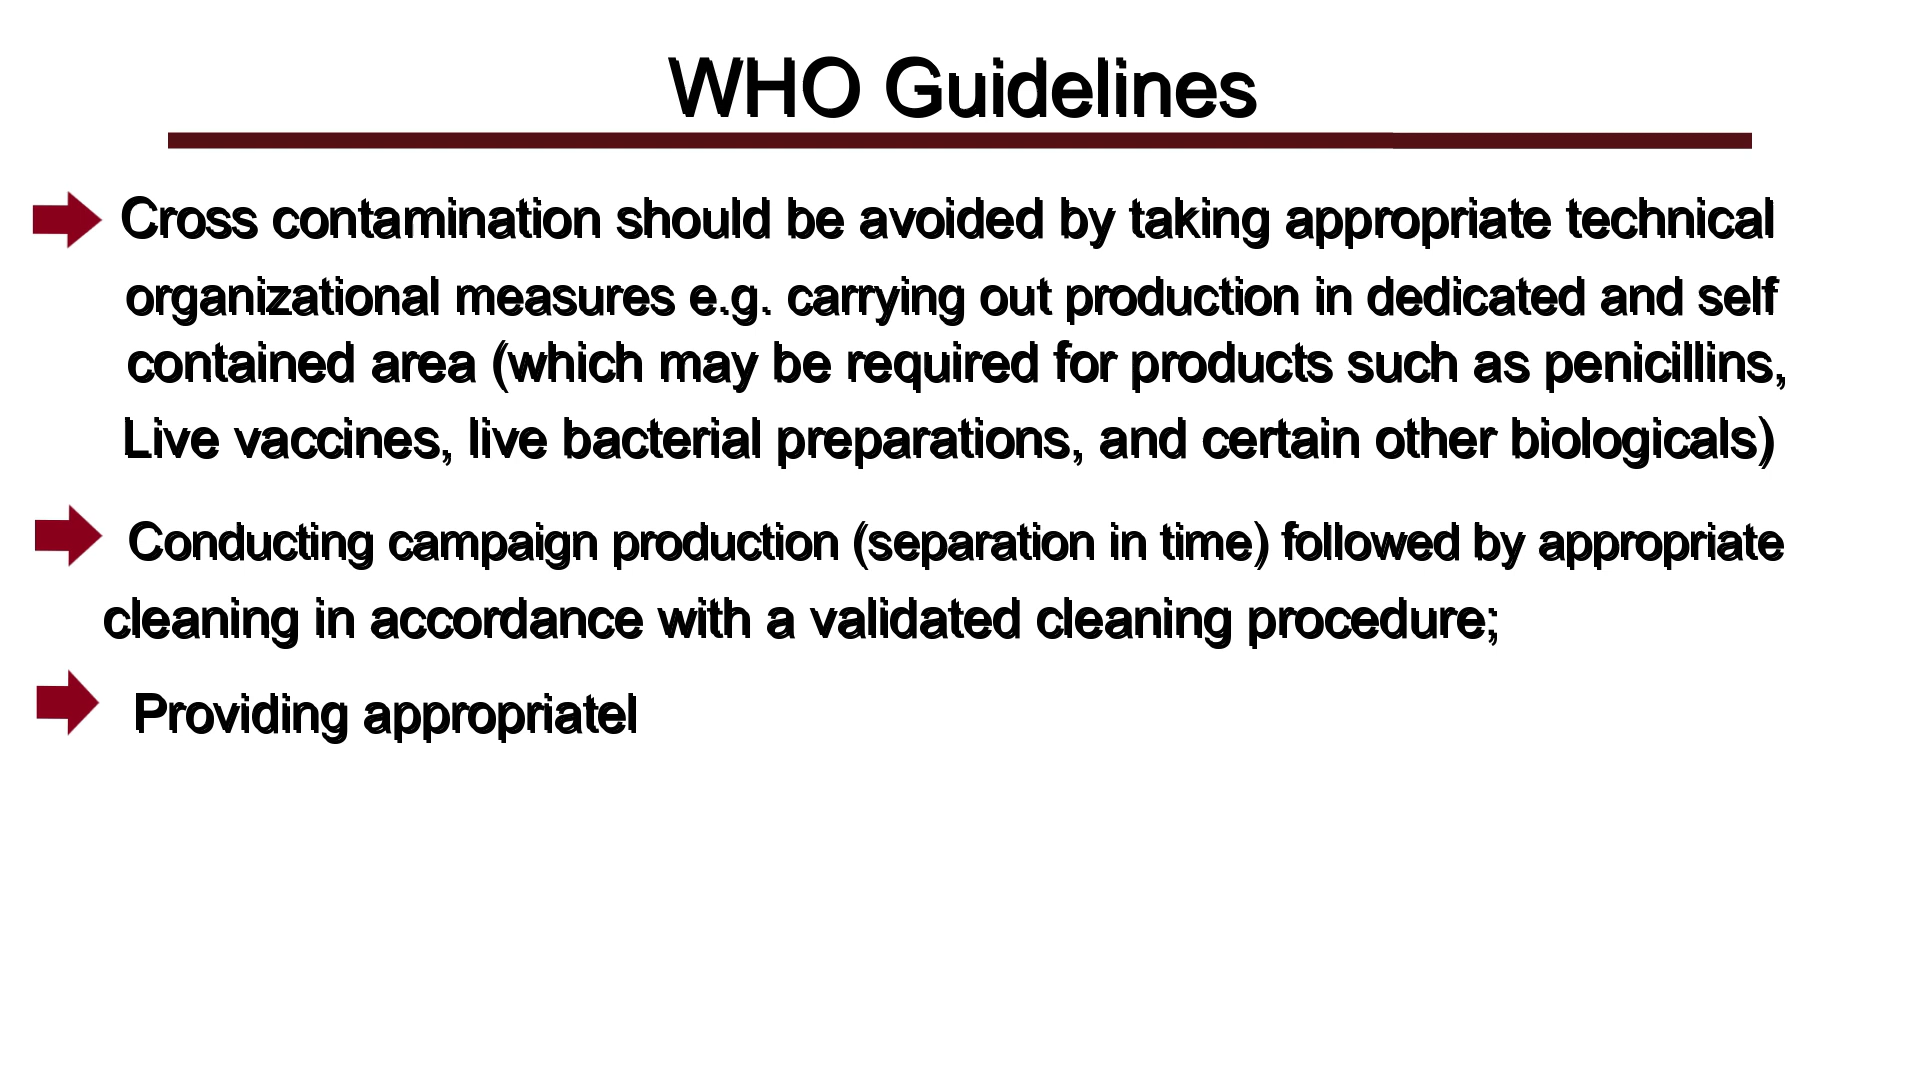 WHO Guidelines
Cross contamination should be avoided by taking appropriate technical
organizational measures e.g. carrying out production in dedicated and self
contained area (which may be required for products such as penicillins,
Live vaccines, live bacterial preparations, and certain other biologicals)
Conducting campaign production (separation in time) followed by appropriate
cleaning in accordance with a validated cleaning procedure;
Providing appropriatel